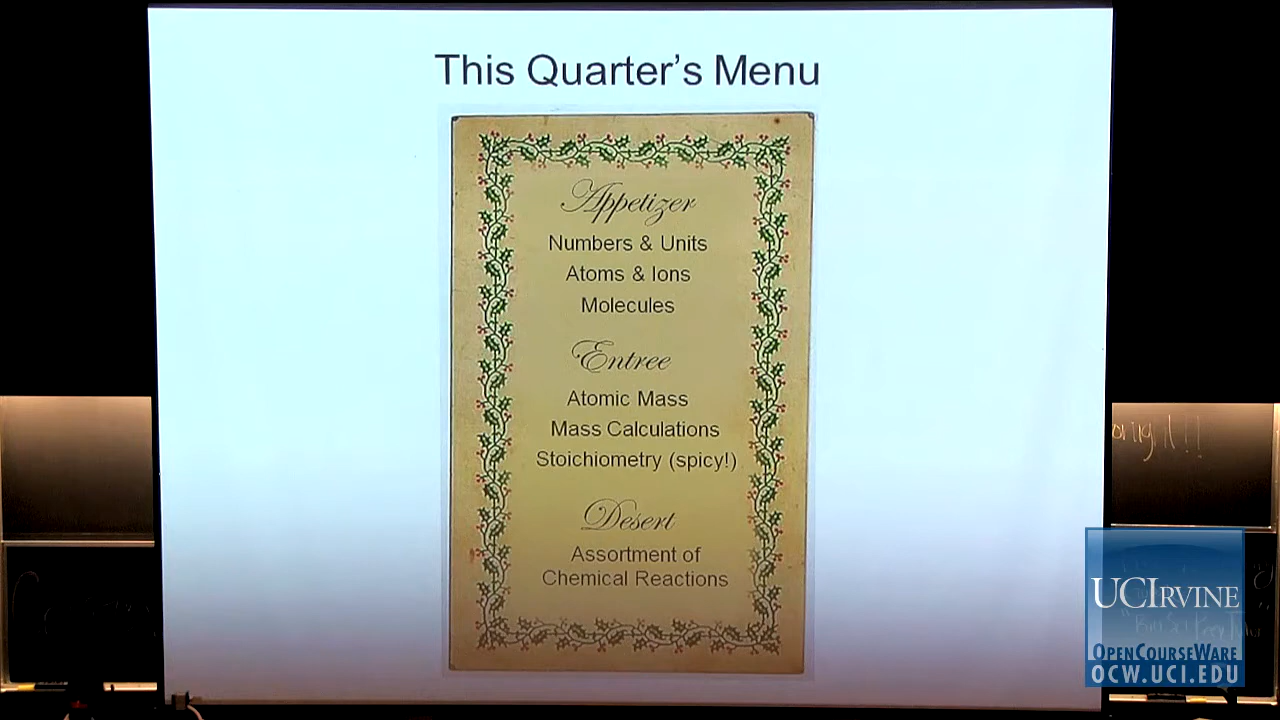 This Quarter's Menu
Appetizer
Numbers & Units
Atoms & Ions
Molecules
Entree
Atomic Mass
Mass Calculations
Stoichiometry (spicy!)
Desert
Assortment of
Chemical Reactions
UCIRVINE
OPENCOURSEWARE
OCW.UCI.EDU